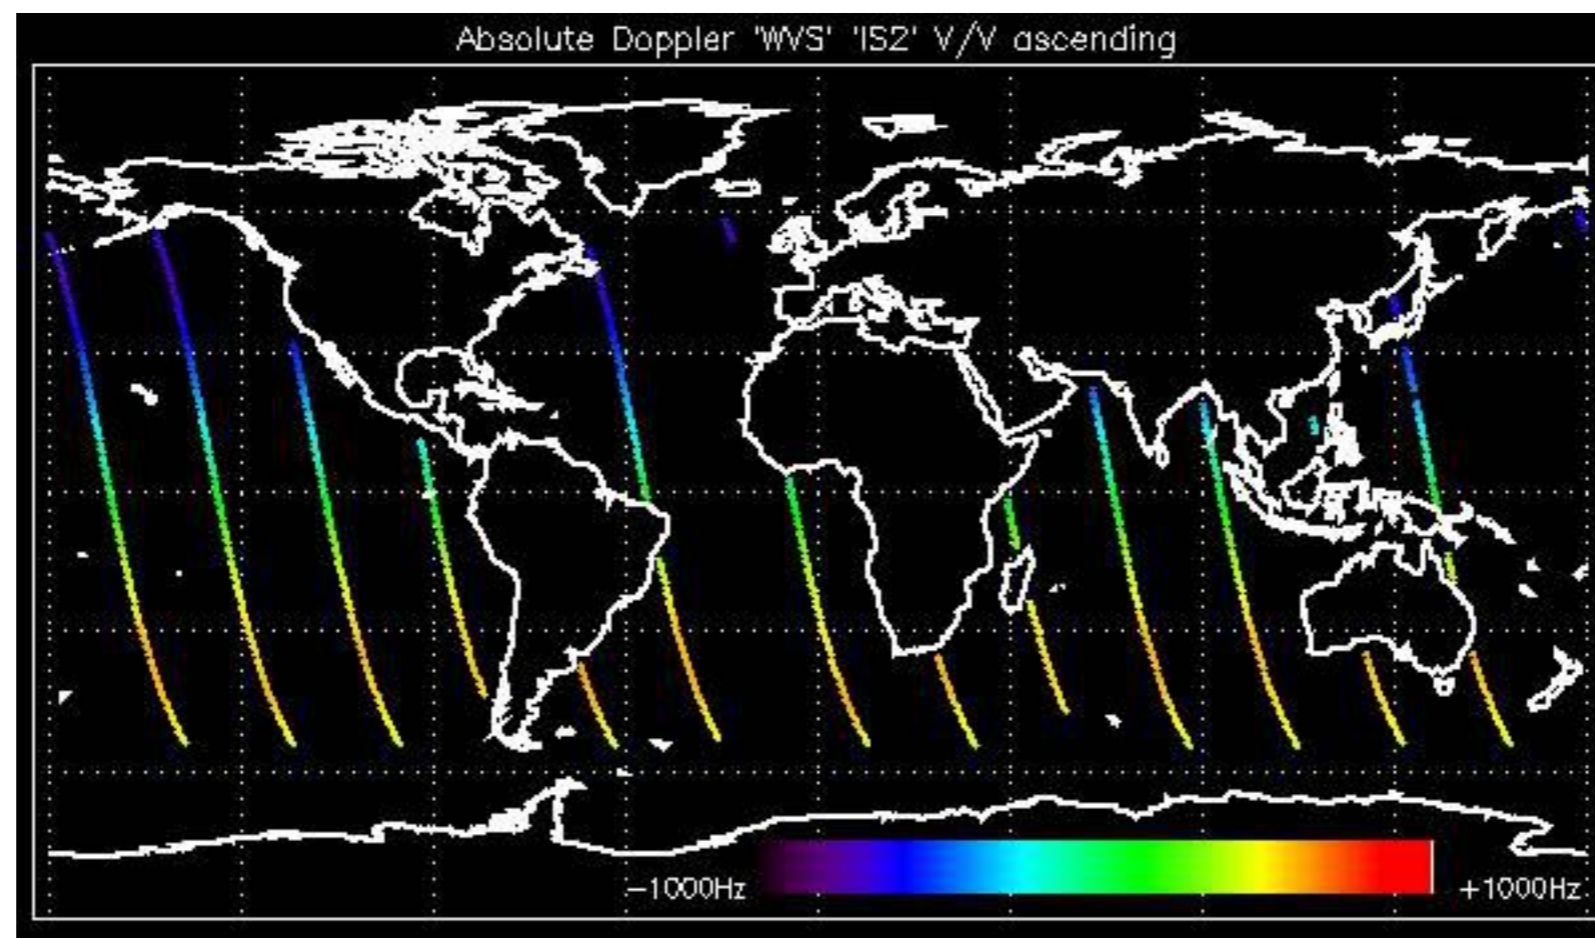 Absolute Doppler 'WVS' 'IS2' V/V ascending
−1000Hz
+1000Hz